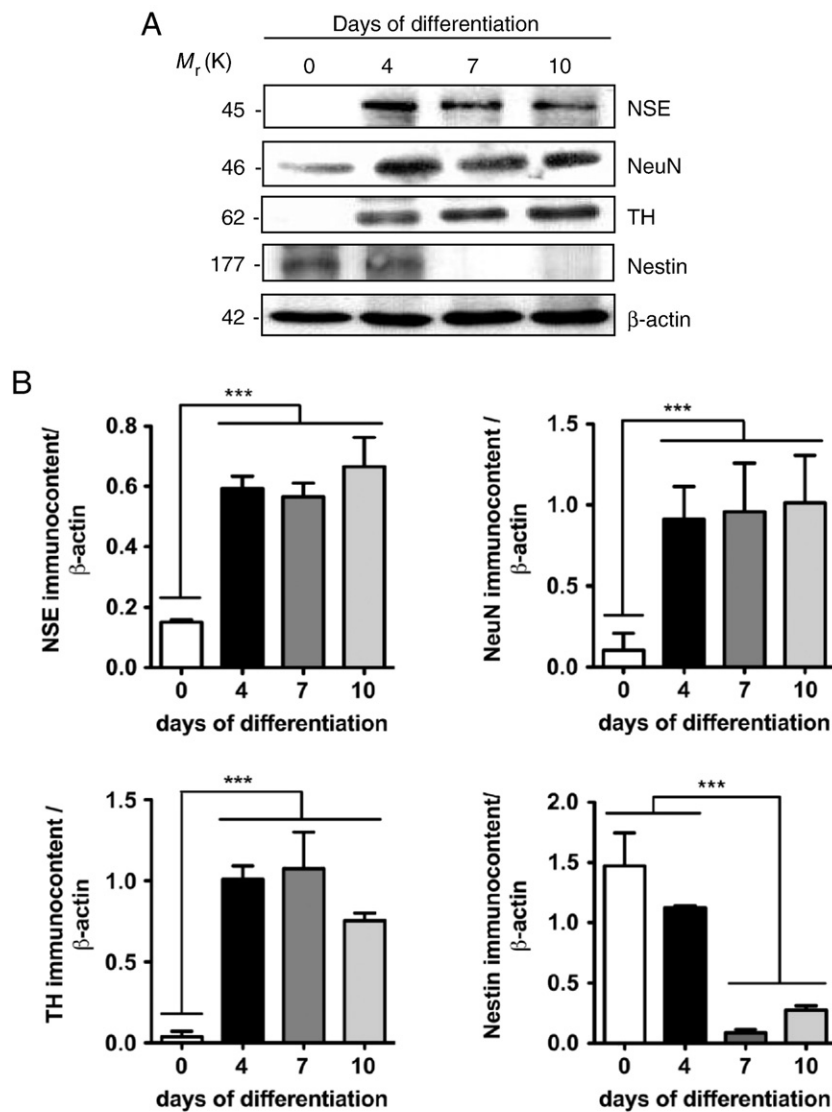 A
Days of differentiation
Mr (K) 0 4 7 10
45 - NSE
46 - NeuN
62 - TH
177 - Nestin
42 - β-actin
B
***
0.8
0.6
0.4
0.2
0.0
NSE immunocontent/
β-actin
0 4 7 10
days of differentiation
***
1.5
1.0
0.5
0.0
NeuN immunocontent /
β-actin
0 4 7 10
days of differentiation
***
1.5
1.0
0.5
0.0
TH immunocontent /
β-actin
0 4 7 10
days of differentiation
***
2.0
1.5
1.0
0.5
0.0
Nestin immunocontent/
β-actin
0 4 7 10
days of differentiation